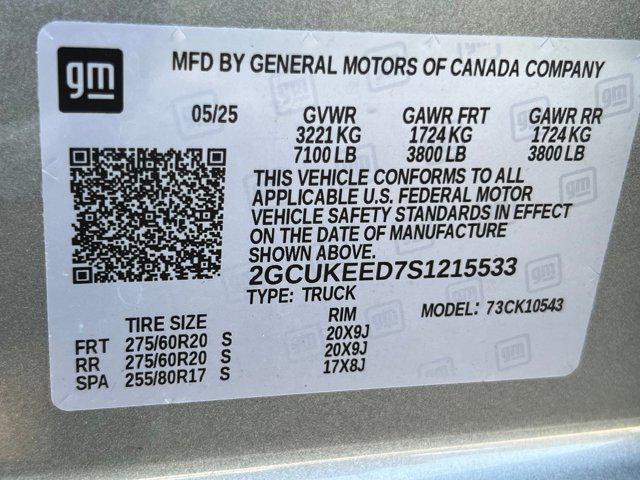 gm
MFD BY GENERAL MOTORS OF CANADA COMPANY
05/25 GVWR GAWR FRT GAWR RR
3221 KG 1724 KG 1724 KG
7100 LB 3800 LB 3800 LB
THIS VEHICLE CONFORMS TO ALL
APPLICABLE U.S. FEDERAL MOTOR
VEHICLE SAFETY STANDARDS IN EFFECT
ON THE DATE OF MANUFACTURE
SHOWN ABOVE.
2GCUKEED7S1215533
TYPE: TRUCK MODEL: 73CK10543
TIRE SIZE RIM
FRT 275/60R20 S 20X9J
RR 275/60R20 S 20X9J
SPA 255/80R17 S 17X8J